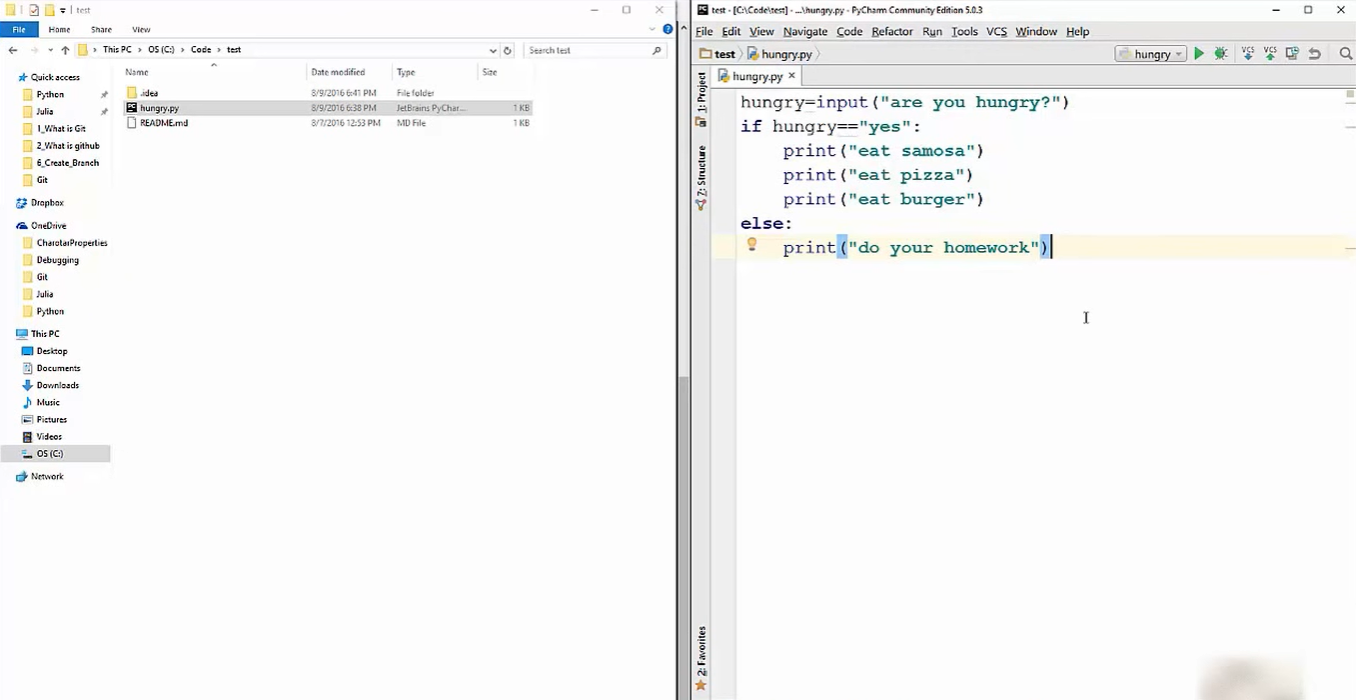 test
File Home Share View
This PC OS (C:) Code test
Search test
Name Date modified Type Size
.idea 8/9/2016 6:41 PM File folder
hungry.py 8/9/2016 6:38 PM JetBrains PyChar... 1 KB
README.md 8/7/2016 12:53 PM MD File 1 KB
Quick access
Python
Julia
1_What is Git
2_What is github
6_Create_Branch
Git
Dropbox
OneDrive
CharotarProperties
Debugging
Git
Julia
Python
This PC
Desktop
Documents
Downloads
Music
Pictures
Videos
OS (C:)
Network
test - [C:\Code\test] - ...\hungry.py - PyCharm Community Edition 5.0.3
File Edit View Navigate Code Refactor Run Tools VCS Window Help
test hungry.py
hungry
VCS VCS
hungry.py
1: Project
7: Structure
2: Favorites
hungry=input("are you hungry?")
if hungry=="yes":
print("eat samosa")
print("eat pizza")
print("eat burger")
else:
print("do your homework")